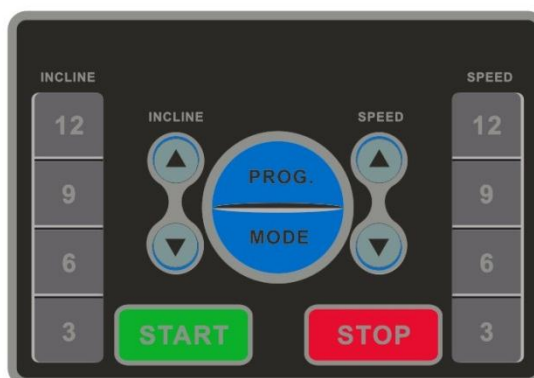 INCLINE
12
9
6
3
INCLINE
SPEED
PROG.
MODE
START
STOP
SPEED
12
9
6
3